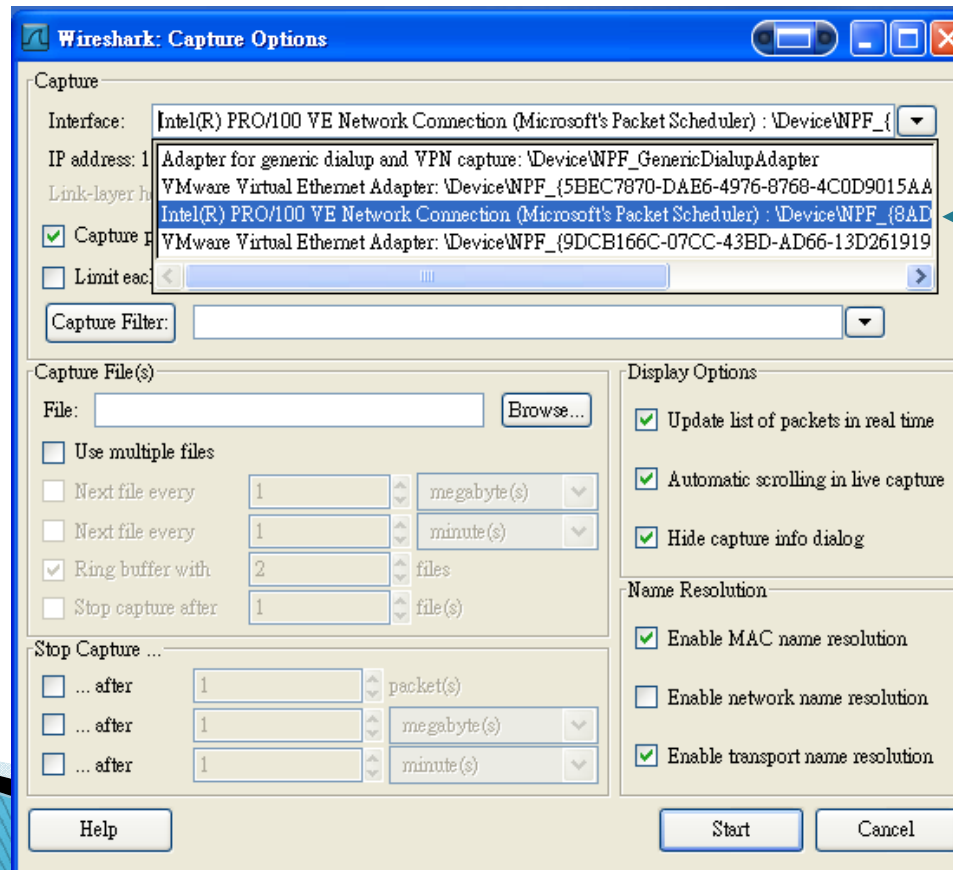 Wireshark: Capture Options
Capture
Interface: Intel(R) PRO/100 VE Network Connection (Microsoft's Packet Scheduler) : \Device\NPF_{
IP address: 1
Adapter for generic dialup and VPN capture: \Device\NPF_GenericDialupAdapter
VMware Virtual Ethernet Adapter: \Device\NPF_{5BEC7870-DAE6-4976-8768-4C0D9015AA
Link-layer h
Intel(R) PRO/100 VE Network Connection (Microsoft's Packet Scheduler) : \Device\NPF_{8AD
Capture p
VMware Virtual Ethernet Adapter: \Device\NPF_{9DCB166C-07CC-43BD-AD66-13D261919
Limit eac
Capture Filter:
Capture File(s)
File: Browse...
Use multiple files
Next file every 1 megabyte(s)
Next file every 1 minute(s)
Ring buffer with 2 files
Stop capture after 1 file(s)
Stop Capture ...
... after 1 packet(s)
... after 1 megabyte(s)
... after 1 minute(s)
Display Options
Update list of packets in real time
Automatic scrolling in live capture
Hide capture info dialog
Name Resolution
Enable MAC name resolution
Enable network name resolution
Enable transport name resolution
Help Start Cancel